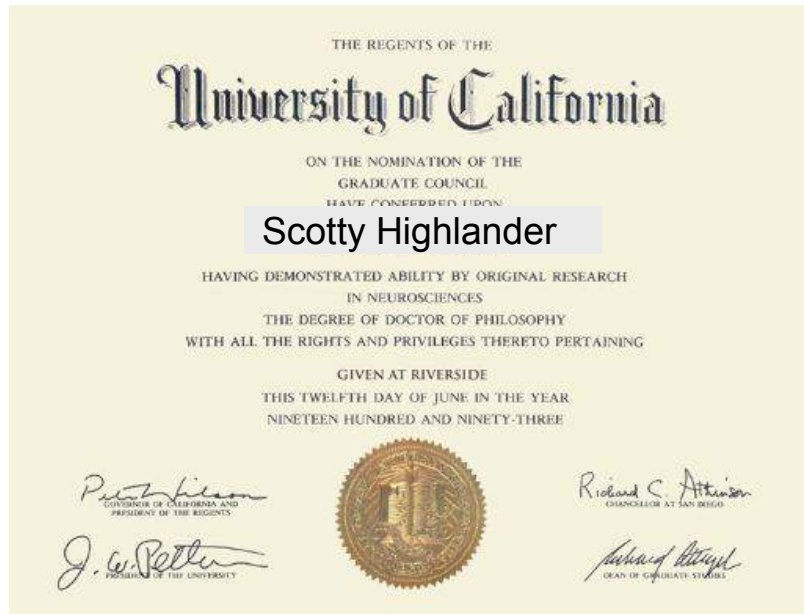 THE REGENTS OF THE
University of California
ON THE NOMINATION OF THE
GRADUATE COUNCIL
HAVE CONFERRED UPON
Scotty Highlander
HAVING DEMONSTRATED ABILITY BY ORIGINAL RESEARCH
IN NEUROSCIENCES
THE DEGREE OF DOCTOR OF PHILOSOPHY
WITH ALL THE RIGHTS AND PRIVILEGES THERETO PERTAINING
GIVEN AT RIVERSIDE
THIS TWELFTH DAY OF JUNE IN THE YEAR
NINETEEN HUNDRED AND NINETY-THREE
Richard C. Atkinson
GOVERNOR OF CALIFORNIA AND
PRESIDENT OF THE REGENTS
CHANCELLOR AT SAN DIEGO
PRESIDENT OF THE UNIVERSITY
DEAN OF GRADUATE STUDIES